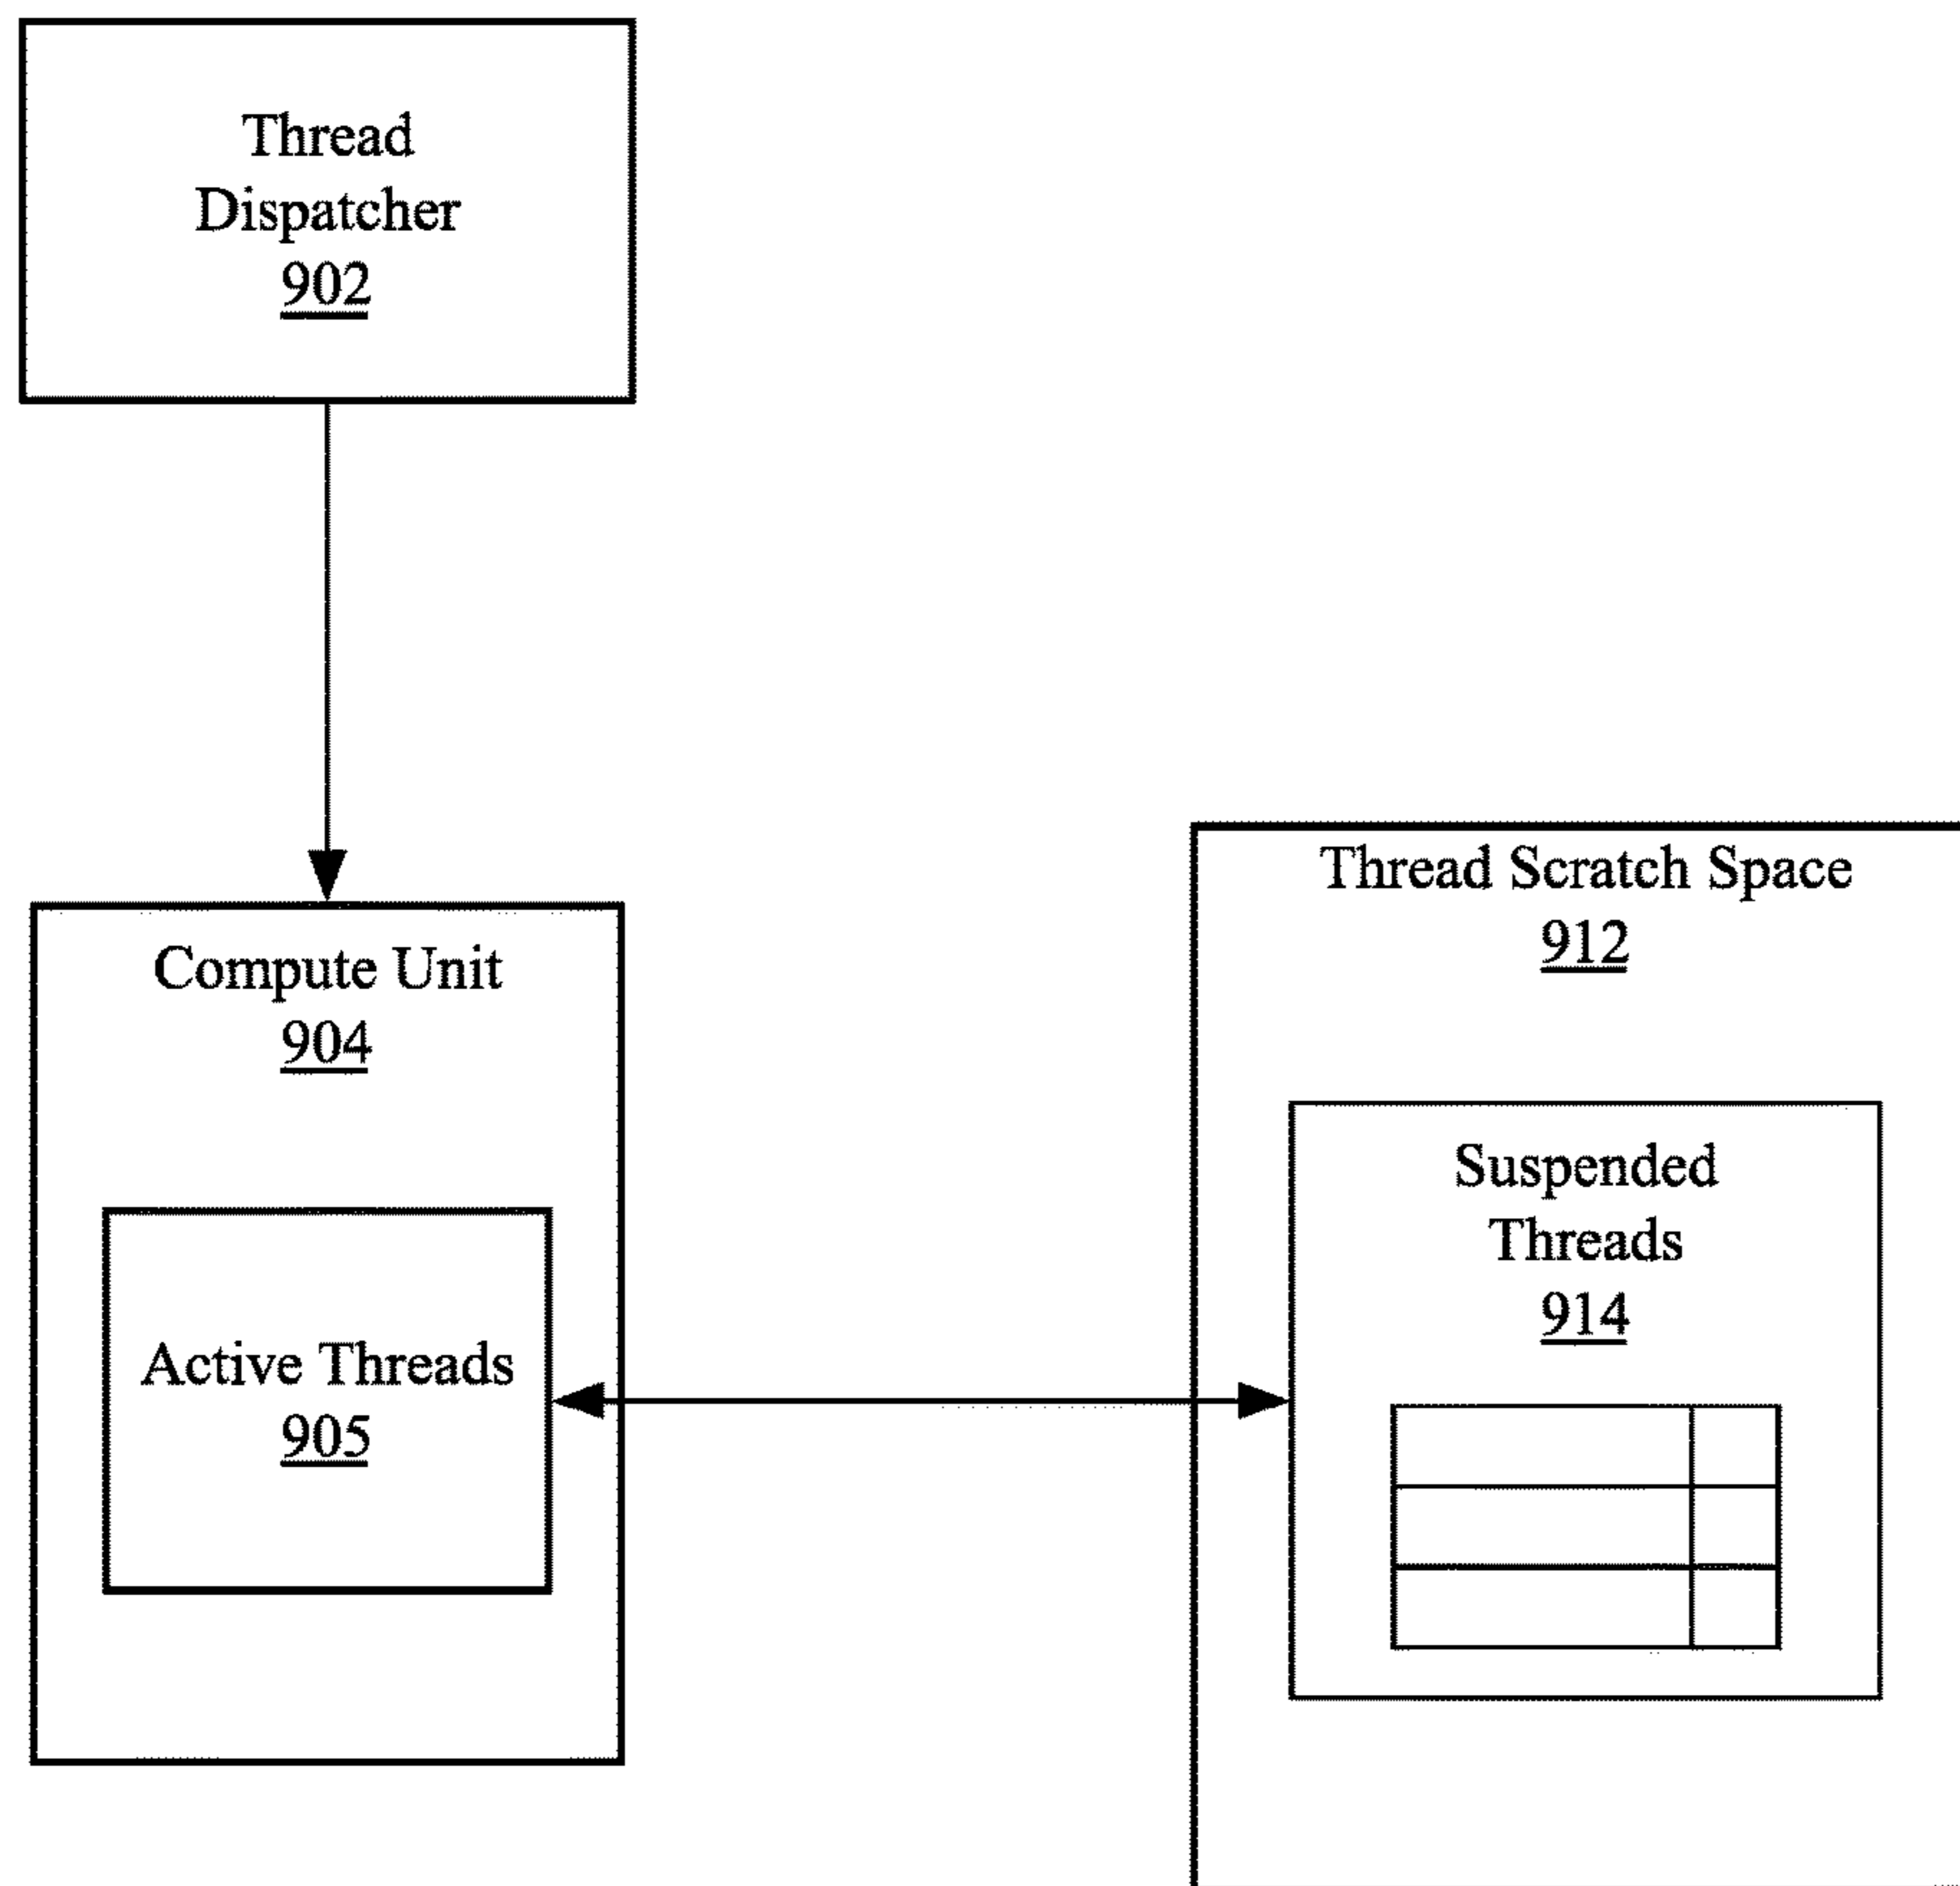 Thread
Dispatcher
902
Compute Unit
904
Active Threads
905
Thread Scratch Space
912
Suspended
Threads
914